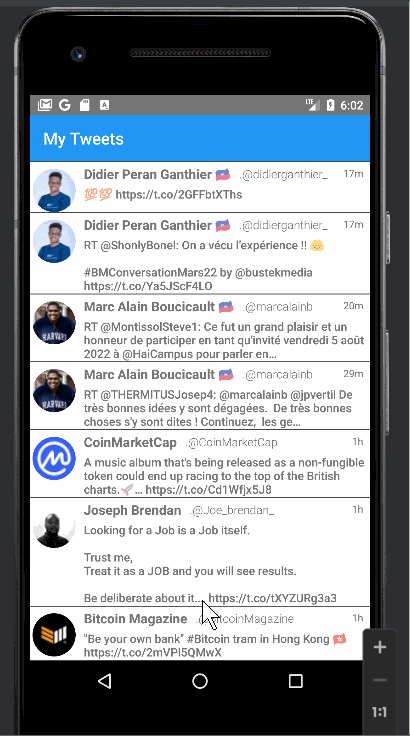 6:02
My Tweets
Didier Peran Ganthier 🇭🇹 .@didierganthier_ 17m
💯💯 https://t.co/2GFFbtXThs
Didier Peran Ganthier 🇭🇹 .@didierganthier_ 17m
RT @ShonlyBonel: On a vécu l'expérience !! 🤗
#BMConversationMars22 by @bustekmedia
https://t.co/Ya5JScF4LO
Marc Alain Boucicault 🇭🇹 .@marcalainb 20m
RT @MontissolSteve1: Ce fut un grand plaisir et un
honneur de participer en tant qu'invité vendredi 5 août
2022 à @HaiCampus pour parler en…
Marc Alain Boucicault 🇭🇹 .@marcalainb 29m
RT @THERMITUSJosep4: @marcalainb @jpvertil De
très bonnes idées y sont dégagées.  De très bonnes
choses s'y sont dites ! Continuez,  les ge…
CoinMarketCap .@CoinMarketCap 1h
A music album that's being released as a non-fungible
token could end up racing to the top of the British
charts.🚀… https://t.co/Cd1Wfjx5J8
Joseph Brendan .@Joe_brendan_ 1h
Looking for a Job is a Job itself.
Trust me,
Treat it as a JOB and you will see results.
Be deliberate about it… https://t.co/tXYZURg3a3
Bitcoin Magazine 1h
"Be your own bank" #Bitcoin tram in Hong Kong 🇭🇰
https://t.co/2mVPI5QMwX
1:1